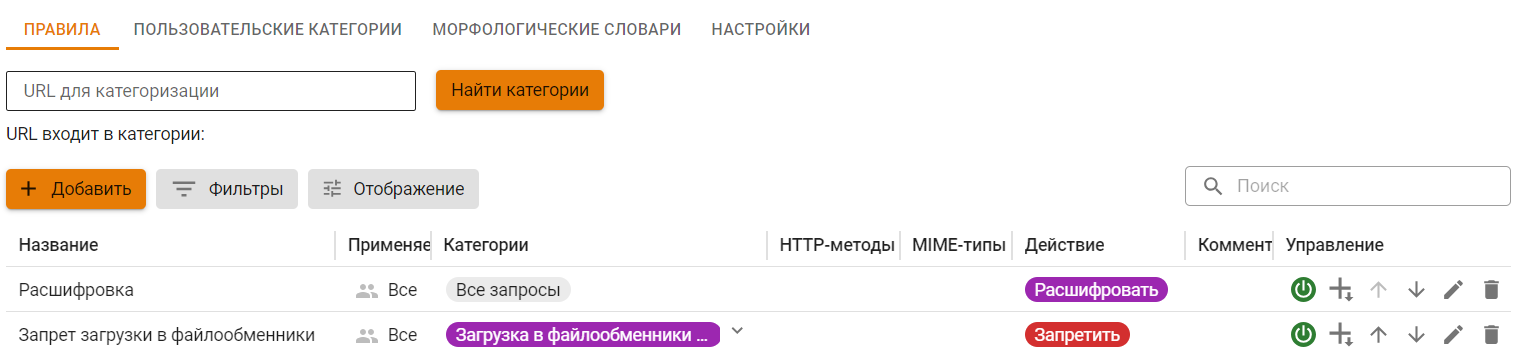 ПРАВИЛА ПОЛЬЗОВАТЕЛЬСКИЕ КАТЕГОРИИ МОРФОЛОГИЧЕСКИЕ СЛОВАРИ НАСТРОЙКИ
URL для категоризации Найти категории
URL входит в категории:
Добавить Фильтры Отображение Поиск
Название Применяе Категории HTTP-методы MIME-типы Действие Коммент Управление
Расшифровка Все Все запросы Расшифровать
Запрет загрузки в файлообменники Все Загрузка в файлообменники ... Запретить